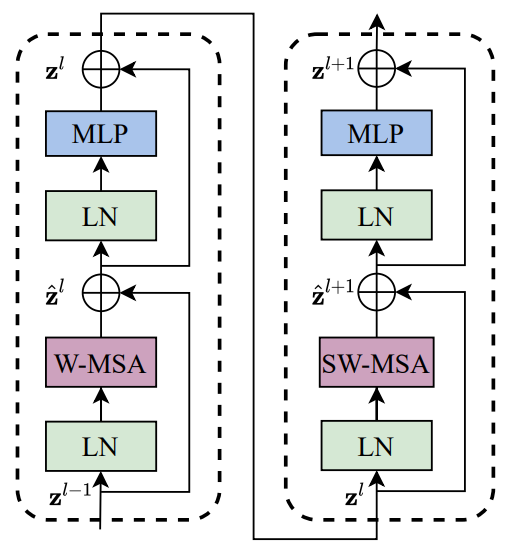 z^l
MLP
LN
ẑ^l
W-MSA
LN
z^{l-1}
z^{l+1}
MLP
LN
ẑ^{l+1}
SW-MSA
LN
z^l